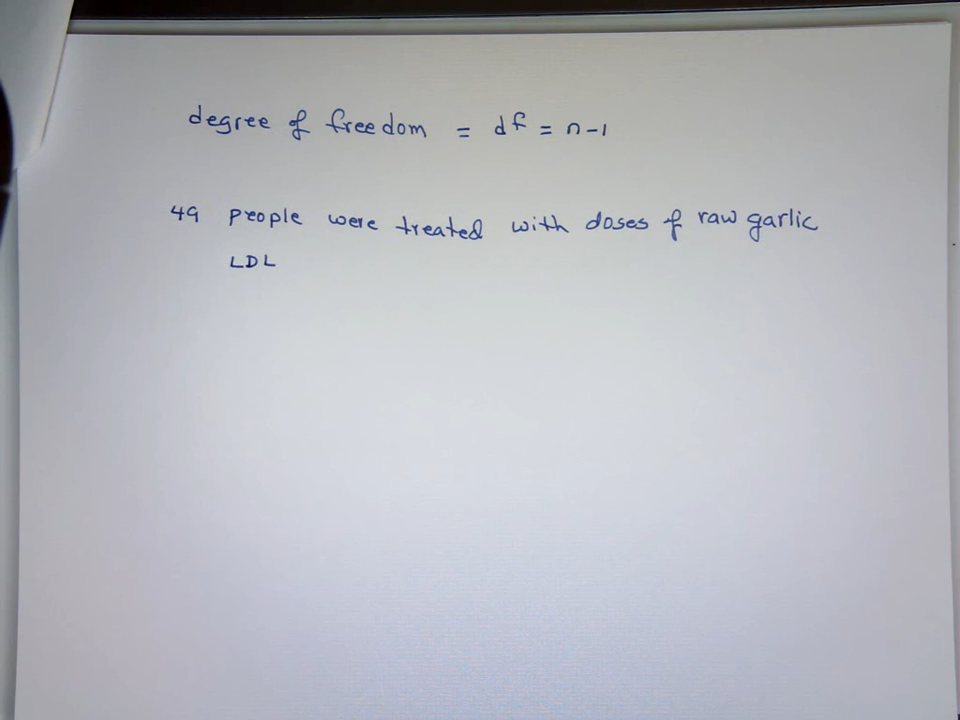 degree of freedom = df = n-1
49 people were treated with doses of raw garlic
LDL